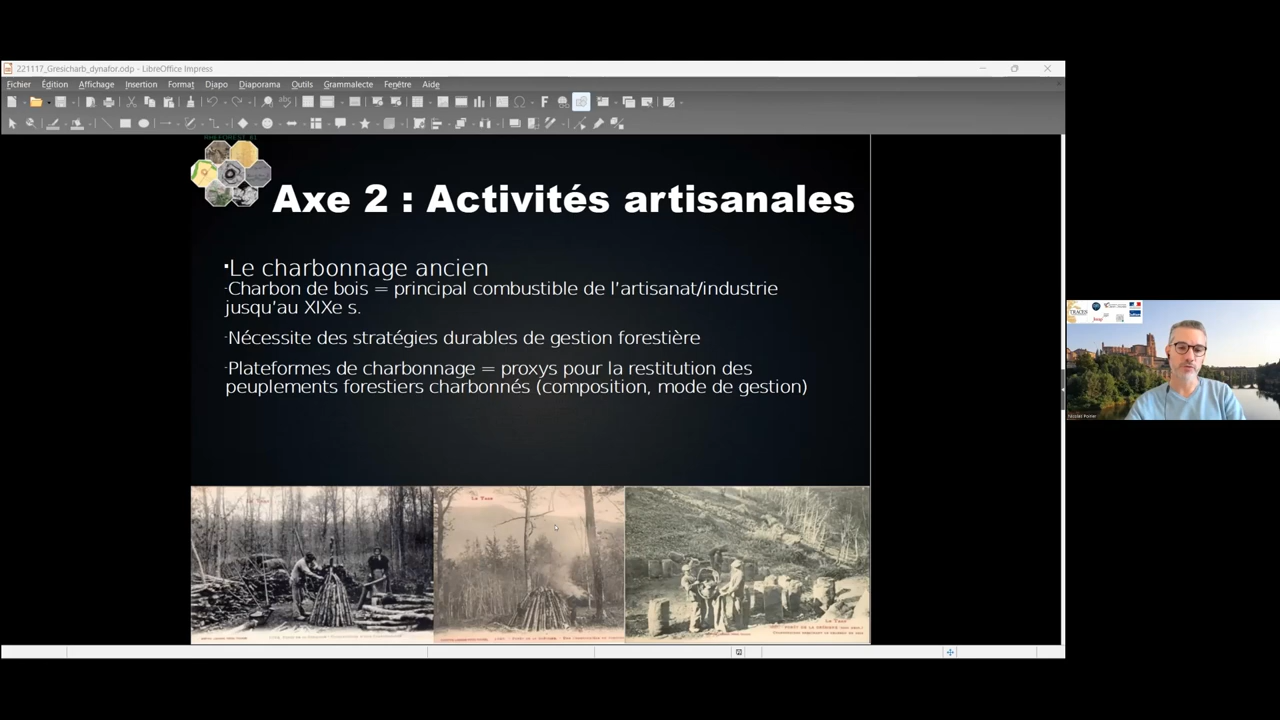 221117_Gresicharb_dynafor.odp - LibreOffice Impress
Fichier Édition Affichage Insertion Format Diapo Diaporama Outils Grammalecte Fenêtre Aide
Axe 2 : Activités artisanales
Le charbonnage ancien
-Charbon de bois = principal combustible de l'artisanat/industrie
jusqu'au XIXe s.
-Nécessite des stratégies durables de gestion forestière
-Plateformes de charbonnage = proxys pour la restitution des
peuplements forestiers charbonnés (composition, mode de gestion)
Le Tarn
Le Tarn
TRACES
Nicolas Poirier